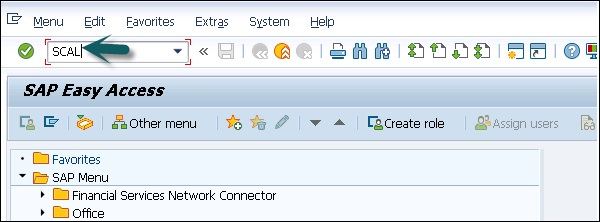 Menu Edit Favorites Extras System Help
SCAL
SAP Easy Access
Other menu Create role Assign users
Favorites
SAP Menu
Financial Services Network Connector
Office